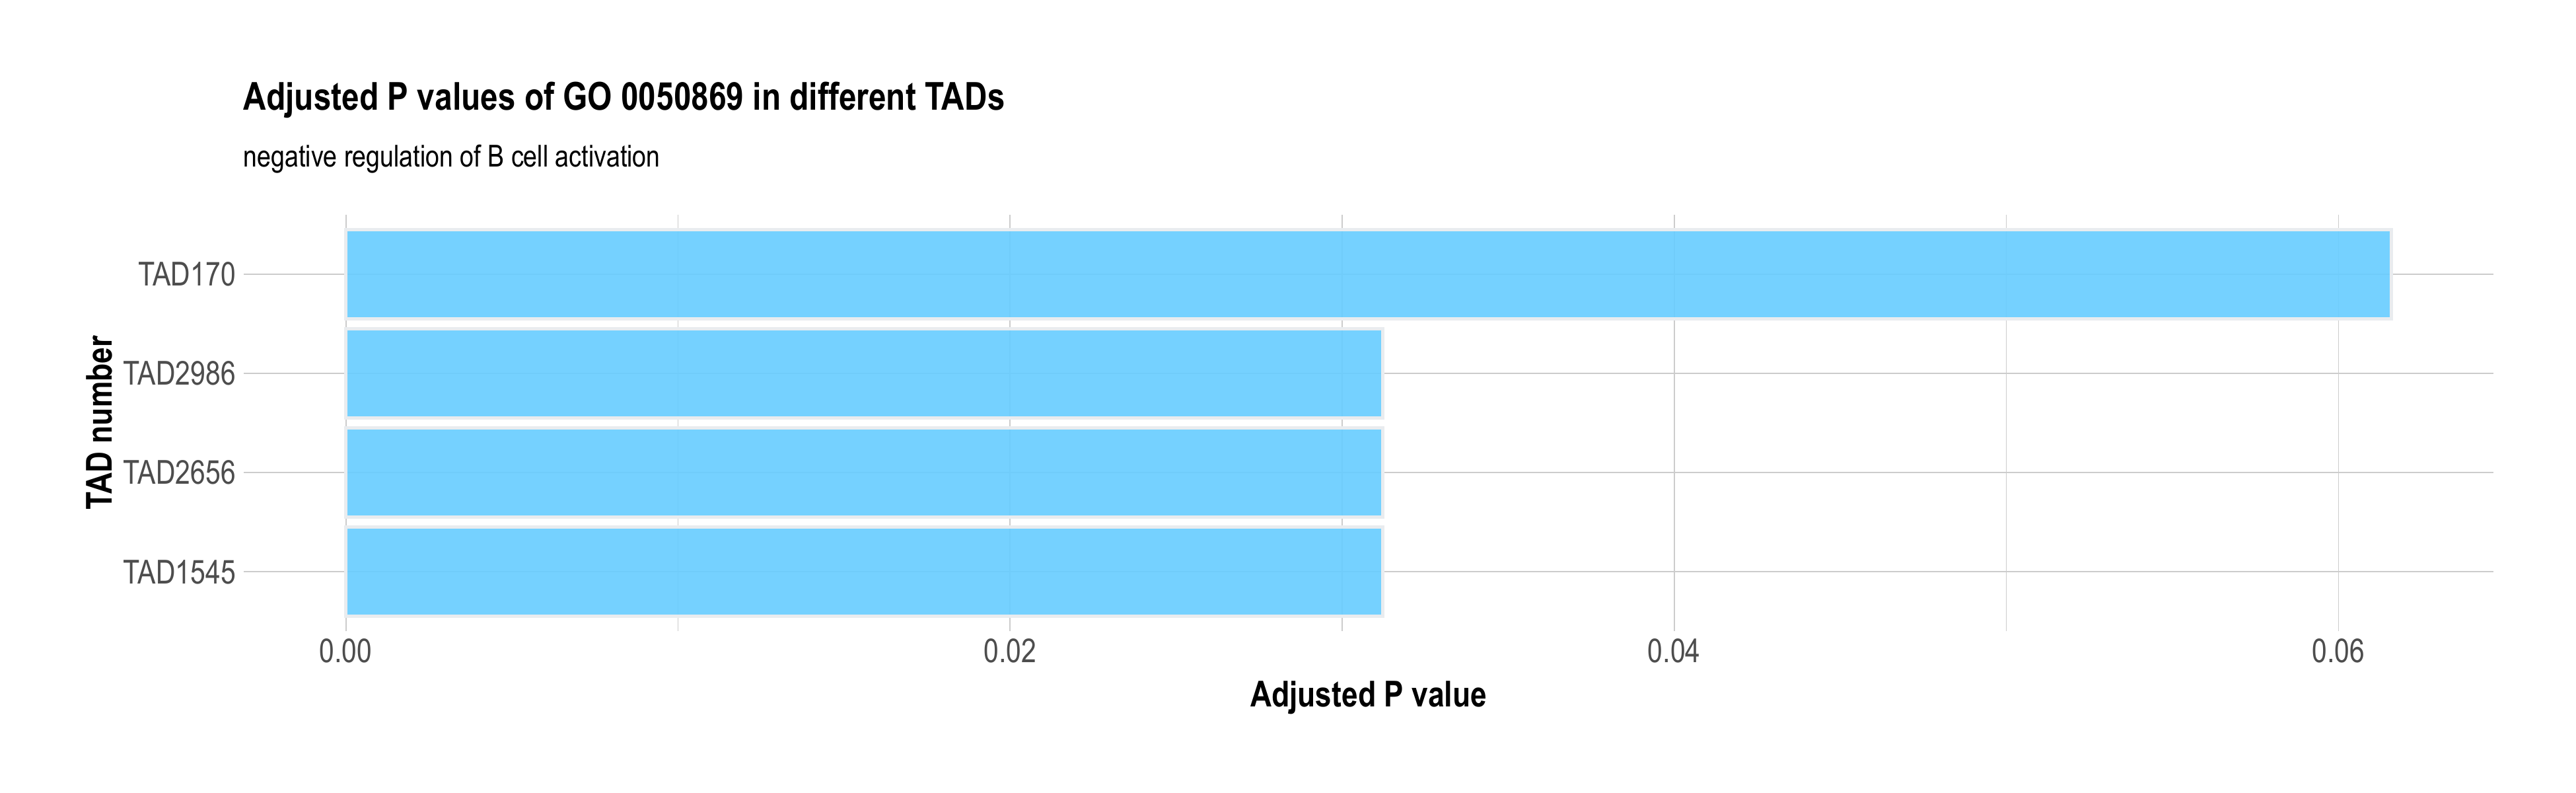 Adjusted P values of GO 0050869 in different TADs
negative regulation of B cell activation
TAD number
TAD170
TAD2986
TAD2656
TAD1545
0.00 0.02 0.04 0.06
Adjusted P value